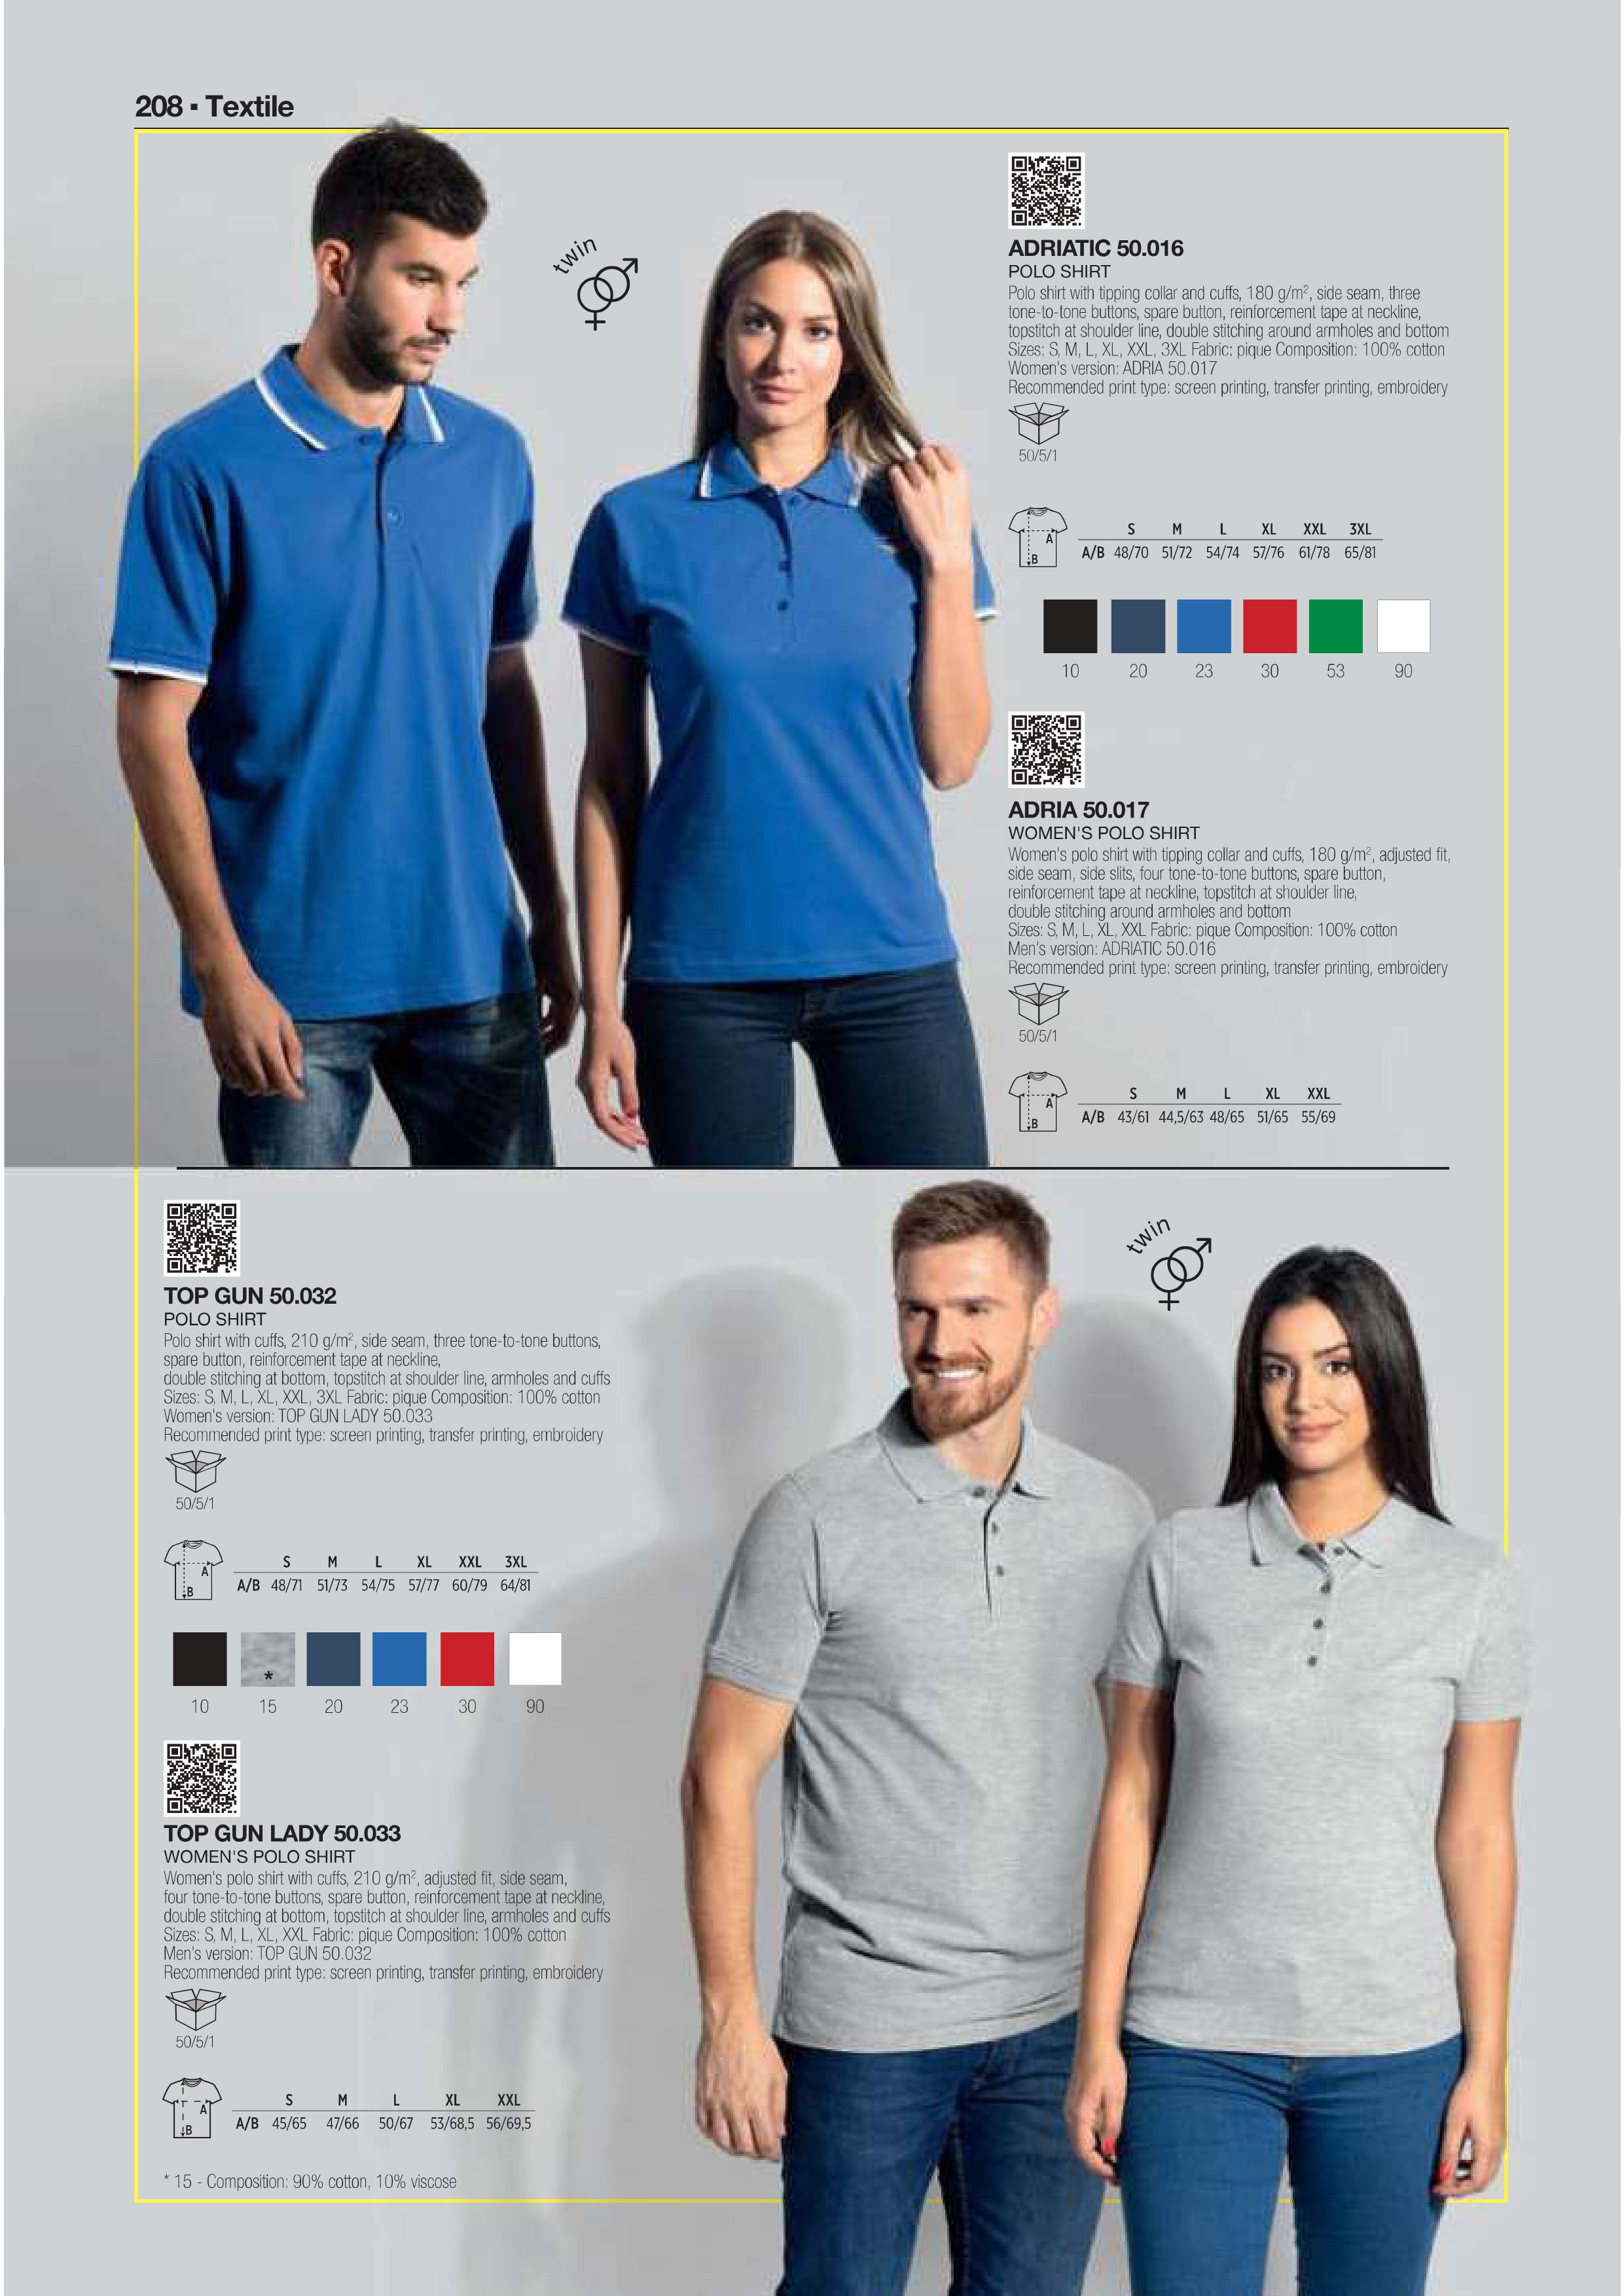 208 ▪ Textile
twin
ADRIATIC 50.016
POLO SHIRT
Polo shirt with tipping collar and cuffs, 180 g/m², side seam, three
tone-to-tone buttons, spare button, reinforcement tape at neckline,
topstitch at shoulder line, double stitching around armholes and bottom
Sizes: S, M, L, XL, XXL, 3XL Fabric: pique Composition: 100% cotton
Women's version: ADRIA 50.017
Recommended print type: screen printing, transfer printing, embroidery
50/5/1
A
B
S M L XL XXL 3XL
A/B 48/70 51/72 54/74 57/76 61/78 65/81
10 20 23 30 53 90
ADRIA 50.017
WOMEN'S POLO SHIRT
Women's polo shirt with tipping collar and cuffs, 180 g/m², adjusted fit,
side seam, side slits, four tone-to-tone buttons, spare button,
reinforcement tape at neckline, topstitch at shoulder line,
double stitching around armholes and bottom
Sizes: S, M, L, XL, XXL Fabric: pique Composition: 100% cotton
Men's version: ADRIATIC 50.016
Recommended print type: screen printing, transfer printing, embroidery
50/5/1
A
B
S M L XL XXL
A/B 43/61 44,5/63 48/65 51/65 55/69
twin
TOP GUN 50.032
POLO SHIRT
Polo shirt with cuffs, 210 g/m², side seam, three tone-to-tone buttons,
spare button, reinforcement tape at neckline,
double stitching at bottom, topstitch at shoulder line, armholes and cuffs
Sizes: S, M, L, XL, XXL, 3XL Fabric: pique Composition: 100% cotton
Women's version: TOP GUN LADY 50.033
Recommended print type: screen printing, transfer printing, embroidery
50/5/1
A
B
S M L XL XXL 3XL
A/B 48/71 51/73 54/75 57/77 60/79 64/81
*
10 15 20 23 30 90
TOP GUN LADY 50.033
WOMEN'S POLO SHIRT
Women's polo shirt with cuffs, 210 g/m², adjusted fit, side seam,
four tone-to-tone buttons, spare button, reinforcement tape at neckline,
double stitching at bottom, topstitch at shoulder line, armholes and cuffs
Sizes: S, M, L, XL, XXL Fabric: pique Composition: 100% cotton
Men's version: TOP GUN 50.032
Recommended print type: screen printing, transfer printing, embroidery
50/5/1
A
B
S M L XL XXL
A/B 45/65 47/66 50/67 53/68,5 56/69,5
* 15 - Composition: 90% cotton, 10% viscose